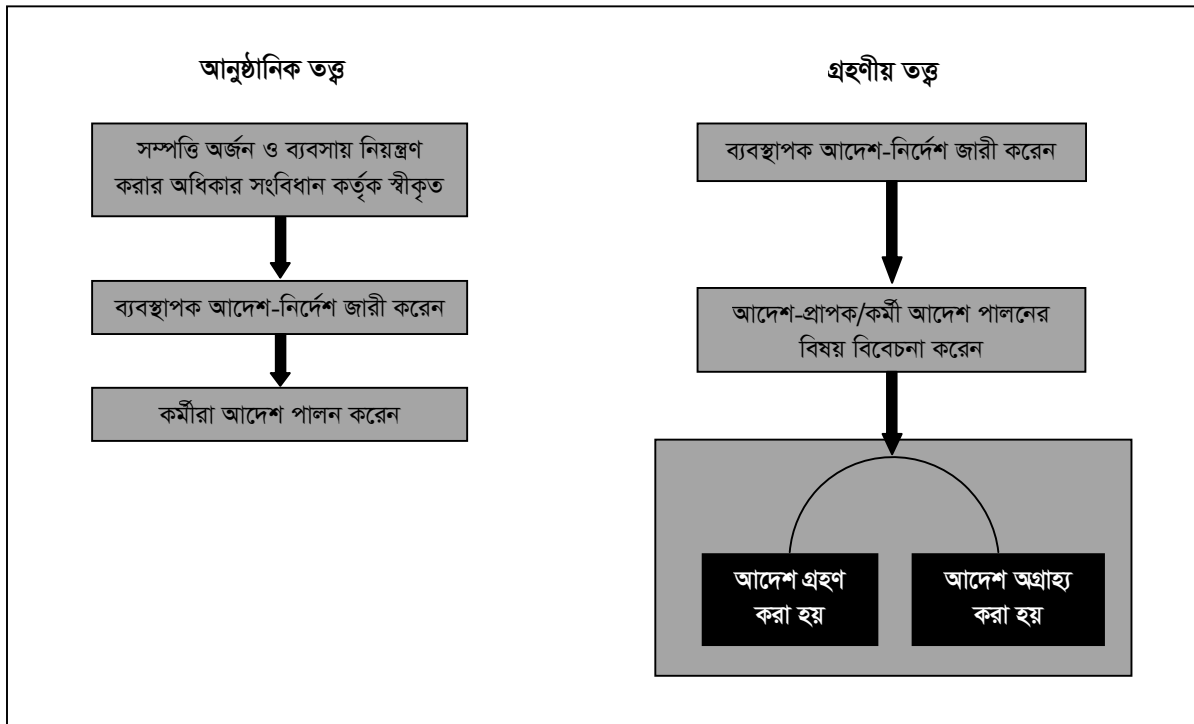 আনুষ্ঠানিক তত্ত্ব
সম্পত্তি অর্জন ও ব্যবসায় নিয়ন্ত্রণ
করার অধিকার সংবিধান কর্তৃক স্বীকৃত
ব্যবস্থাপক আদেশ-নির্দেশ জারী করেন
কর্মীরা আদেশ পালন করেন
গ্রহণীয় তত্ত্ব
ব্যবস্থাপক আদেশ-নির্দেশ জারী করেন
আদেশ-প্রাপক/কর্মী আদেশ পালনের
বিষয় বিবেচনা করেন
আদেশ গ্রহণ
করা হয়
আদেশ অগ্রাহ্য
করা হয়